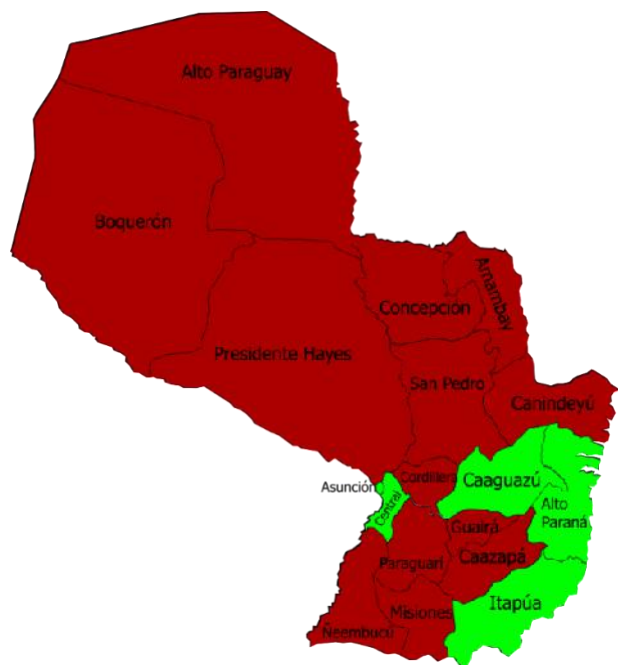 Alto Paraguay
Boquerón
Amambay
Concepción
Presidente Hayes
San Pedro
Canindeyú
Asunción
Cordillera
Caaguazú
Central
Alto
Paraná
Guairá
Caazapá
Paraguarí
Itapúa
Misiones
Ñeembucú